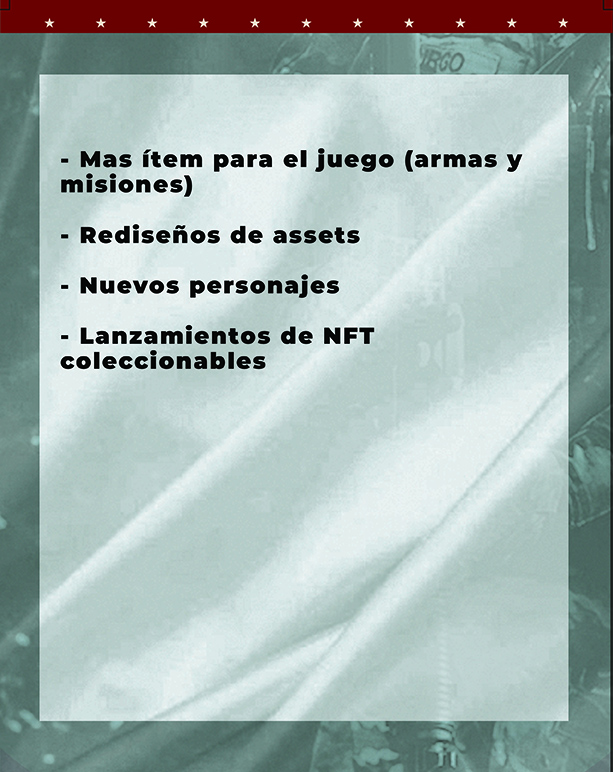 - Mas ítem para el juego (armas y
misiones)
- Rediseños de assets
- Nuevos personajes
- Lanzamientos de NFT
coleccionables